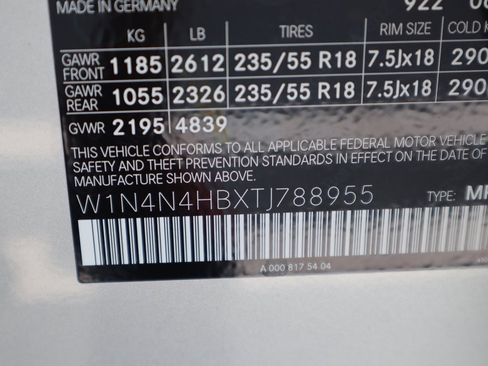 MADE IN GERMANY 922
KG LB TIRES RIM SIZE COLD
GAWR FRONT 1185 2612 235/55 R18 7.5Jx18 290
GAWR REAR 1055 2326 235/55 R18 7.5Jx18 290
GVWR 2195 4839
THIS VEHICLE CONFORMS TO ALL APPLICABLE FEDERAL MOTOR VEHICLE
SAFETY AND THEFT PREVENTION STANDARDS IN EFFECT ON THE DATE OF
MANUFACTURE SHOWN ABOVE.
W1N4N4HBXTJ788955 TYPE:
A 000 817 54 04